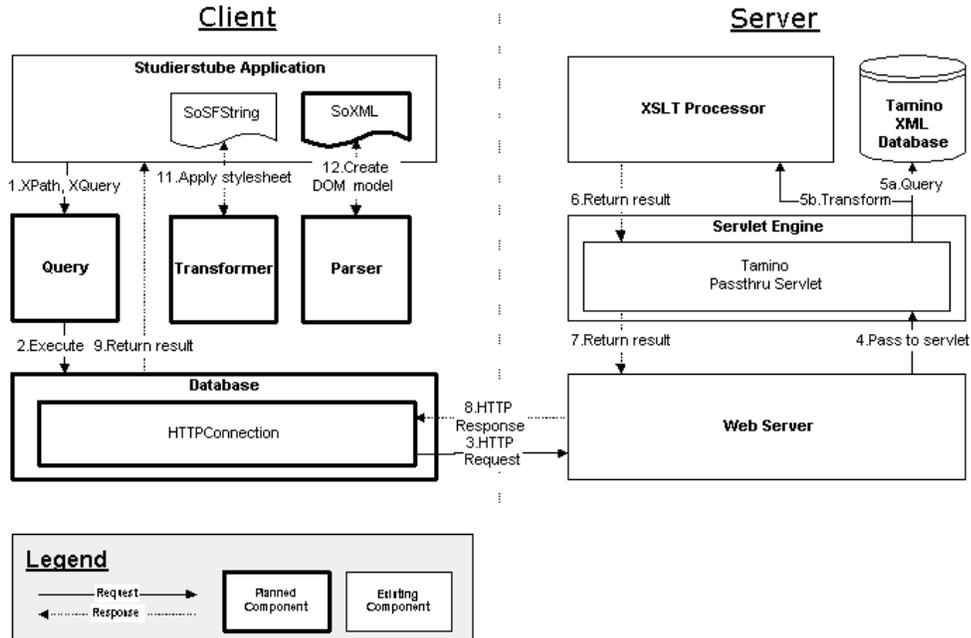 Client
Server
Studierstube Application
SoSFString
SoXML
XSLT Processor
Tamino
XML
Database
1.XPath, XQuery
11.Apply stylesheet
12.Create
DOM model
6.Return result
5b.Transform
5a.Query
Query
Transformer
Parser
Servlet Engine
Tamino
Passthru Servlet
2.Execute
9.Return result
7.Return result
4.Pass to servlet
Database
HTTPConnection
8.HTTP
Response
3.HTTP
Request
Web Server
Legend
Request
Response
Planned
Component
Existing
Component